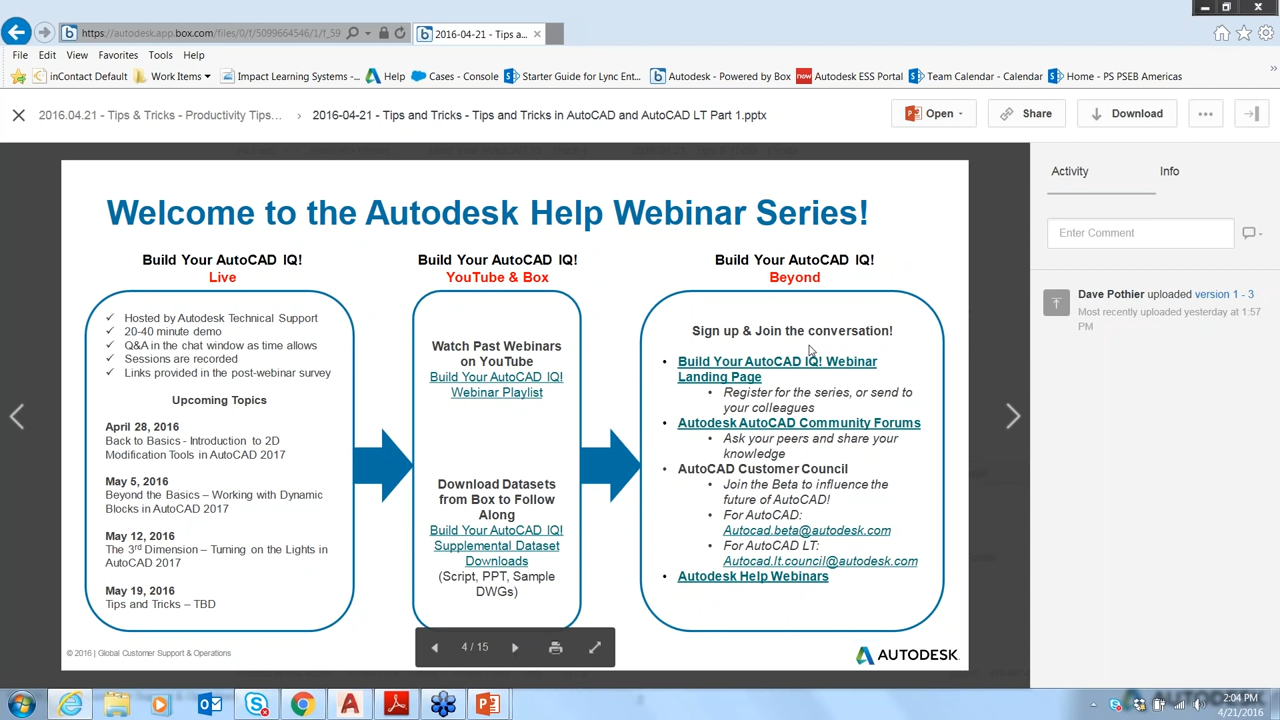 https://autodesk.app.box.com/files/0/f/5099664546/1/f_59
2016-04-21 - Tips a...
File Edit View Favorites Tools Help
inContact Default Work Items Impact Learning Systems -... Help Cases - Console Starter Guide for Lync Ent... Autodesk - Powered by Box now Autodesk ESS Portal Team Calendar - Calendar Home - PS PSEB Americas
2016.04.21 - Tips & Tricks - Productivity Tips... › 2016-04-21 - Tips and Tricks - Tips and Tricks in AutoCAD and AutoCAD LT Part 1.pptx
Open Share Download
Activity Info
Enter Comment
Dave Pothier uploaded version 1 - 3
Most recently uploaded yesterday at 1:57
PM
Welcome to the Autodesk Help Webinar Series!
Build Your AutoCAD IQ!
Live
✓ Hosted by Autodesk Technical Support
✓ 20-40 minute demo
✓ Q&A in the chat window as time allows
✓ Sessions are recorded
✓ Links provided in the post-webinar survey
Upcoming Topics
April 28, 2016
Back to Basics - Introduction to 2D
Modification Tools in AutoCAD 2017
May 5, 2016
Beyond the Basics – Working with Dynamic
Blocks in AutoCAD 2017
May 12, 2016
The 3rd Dimension – Turning on the Lights in
AutoCAD 2017
May 19, 2016
Tips and Tricks – TBD
Build Your AutoCAD IQ!
YouTube & Box
Watch Past Webinars
on YouTube
Build Your AutoCAD IQ!
Webinar Playlist
Download Datasets
from Box to Follow
Along
Build Your AutoCAD IQ!
Supplemental Dataset
Downloads
(Script, PPT, Sample
DWGs)
Build Your AutoCAD IQ!
Beyond
Sign up & Join the conversation!
• Build Your AutoCAD IQ! Webinar
Landing Page
• Register for the series, or send to
your colleagues
• Autodesk AutoCAD Community Forums
• Ask your peers and share your
knowledge
• AutoCAD Customer Council
• Join the Beta to influence the
future of AutoCAD!
• For AutoCAD:
Autocad.beta@autodesk.com
• For AutoCAD LT:
Autocad.lt.council@autodesk.com
• Autodesk Help Webinars
4 / 15
© 2016 | Global Customer Support & Operations
AUTODESK.
2:04 PM
4/21/2016